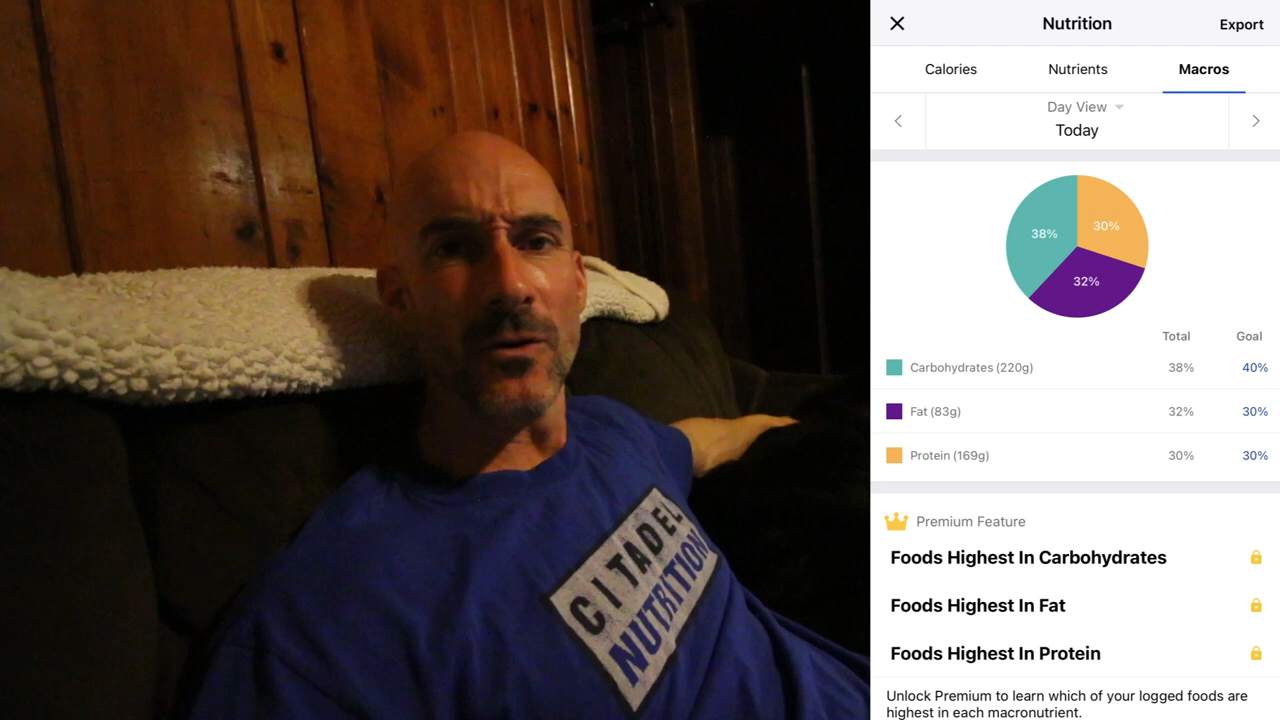 CITADEL
NUTRITION
Nutrition
Export
Calories
Nutrients
Macros
Day View
Today
38%
30%
32%
Total
Goal
Carbohydrates (220g)
38%
40%
Fat (83g)
32%
30%
Protein (169g)
30%
30%
Premium Feature
Foods Highest In Carbohydrates
Foods Highest In Fat
Foods Highest In Protein
Unlock Premium to learn which of your logged foods are
highest in each macronutrient.